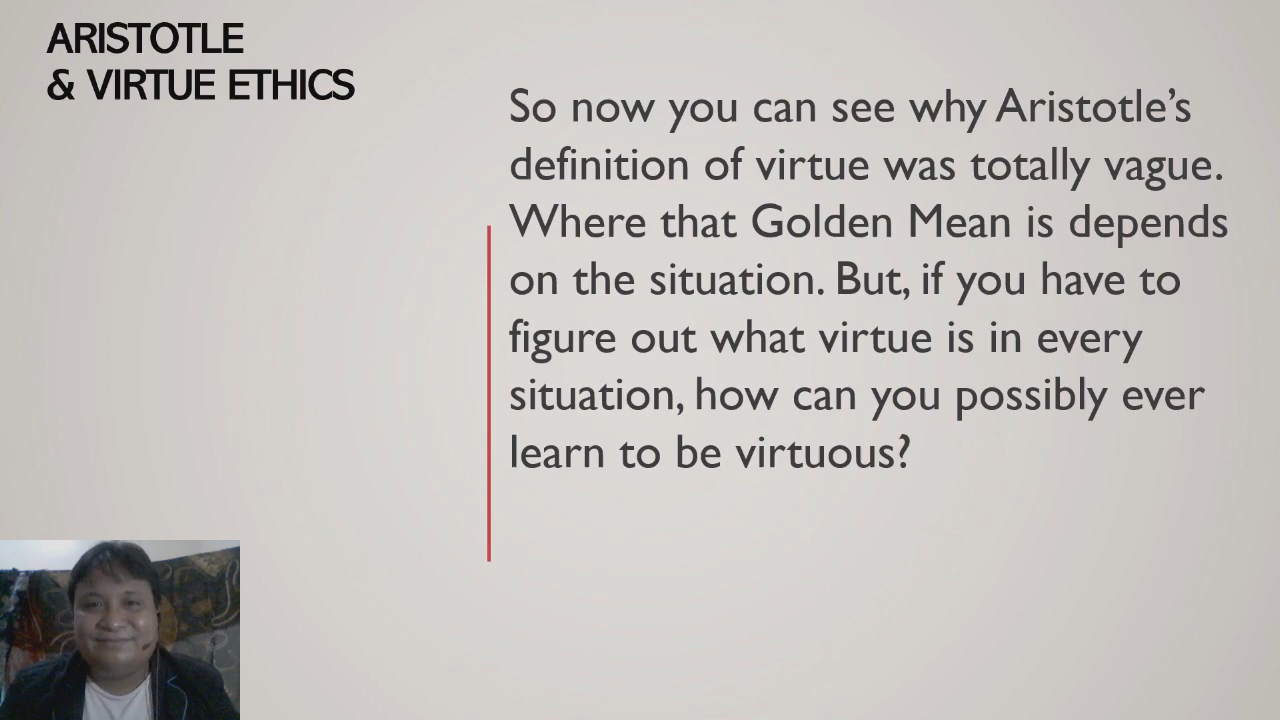 ARISTOTLE
& VIRTUE ETHICS
So now you can see why Aristotle’s
definition of virtue was totally vague.
Where that Golden Mean is depends
on the situation. But, if you have to
figure out what virtue is in every
situation, how can you possibly ever
learn to be virtuous?